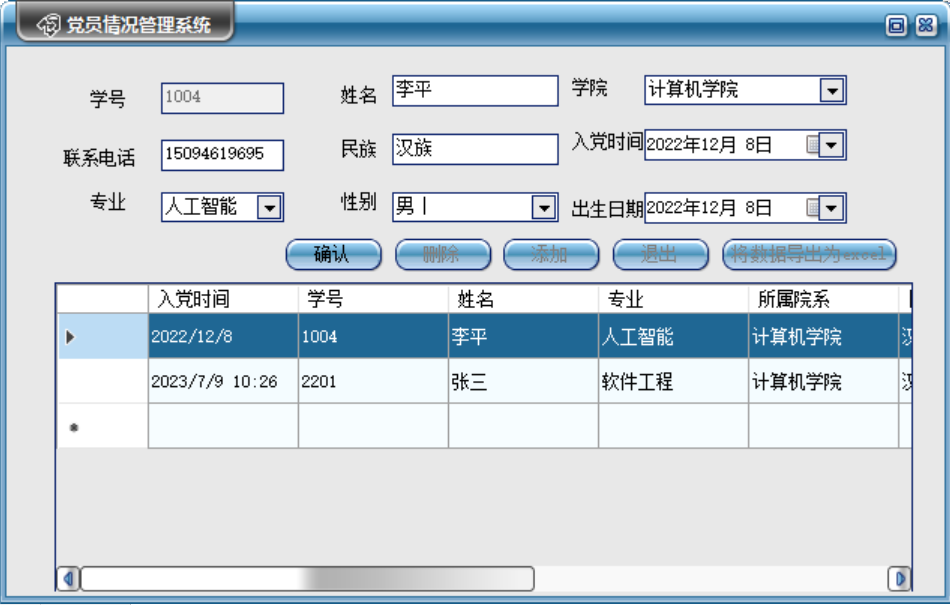 党员情况管理系统
学号 1004 姓名 李平 学院 计算机学院
联系电话 15094619695 民族 汉族 入党时间 2022年12月 8日
专业 人工智能 性别 男 出生日期 2022年12月 8日
确认 删除 添加 退出 将数据导出为excel
入党时间 学号 姓名 专业 所属院系
2022/12/8 1004 李平 人工智能 计算机学院
2023/7/9 10:26 2201 张三 软件工程 计算机学院